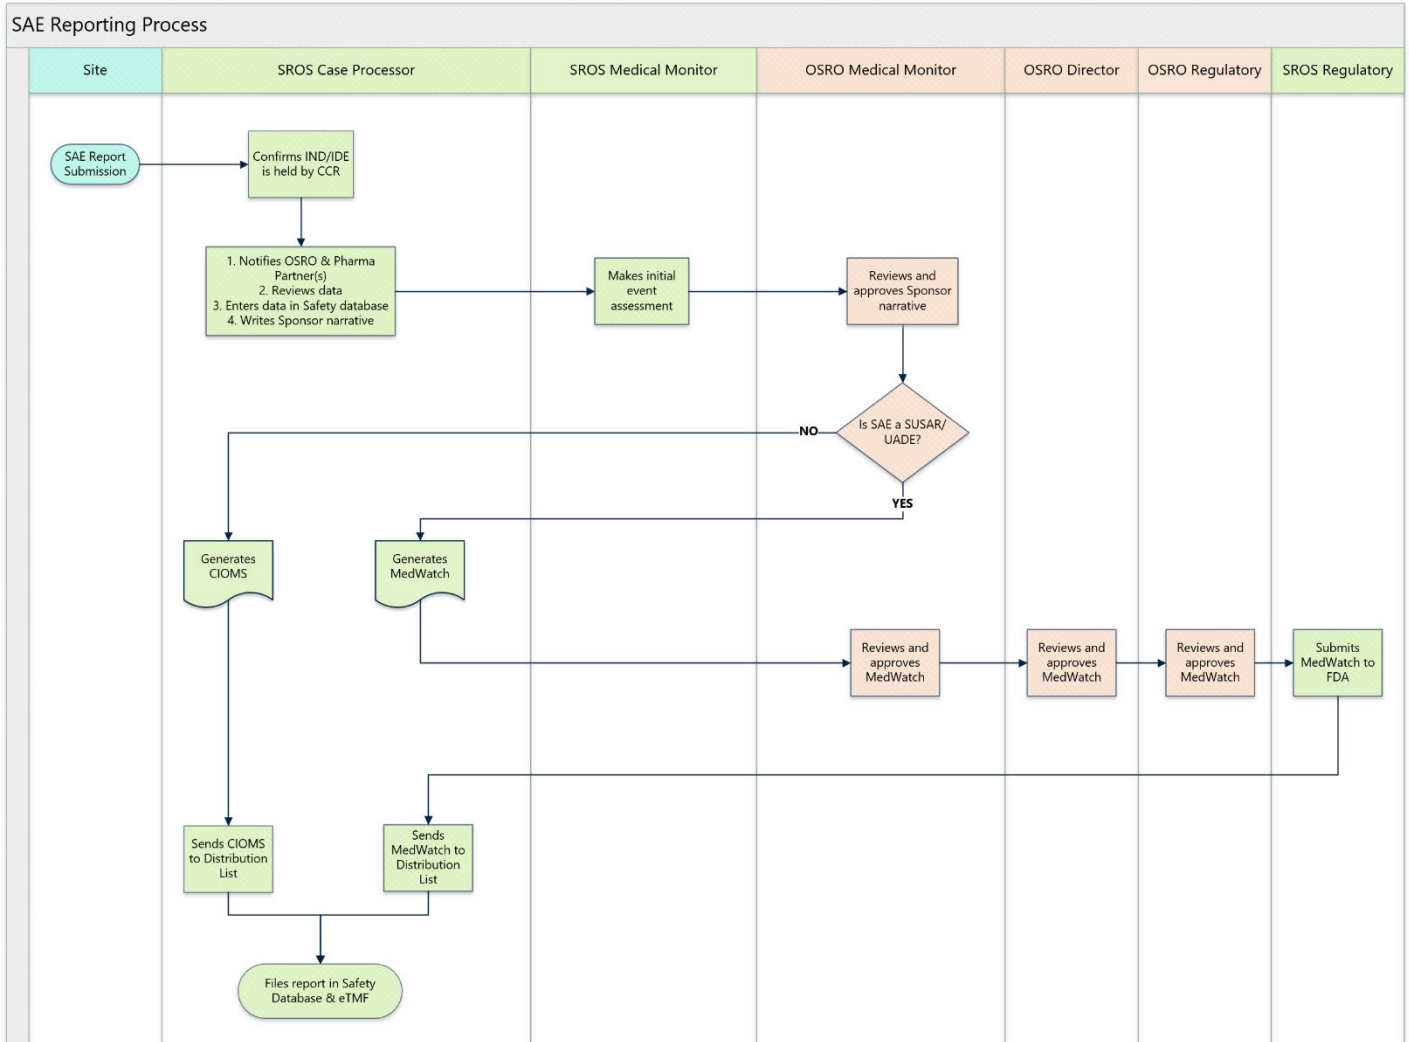 SAE Reporting Process
Site
SROS Case Processor
SROS Medical Monitor
OSRO Medical Monitor
OSRO Director
OSRO Regulatory
SROS Regulatory
SAE Report
Submission
Confirms IND/IDE
is held by CCR
1. Notifies OSRO & Pharma
Partner(s)
2. Reviews data
3. Enters data in Safety database
4. Writes Sponsor narrative
Makes initial
event
assessment
Reviews and
approves Sponsor
narrative
Is SAE a SUSAR/
UADE?
NO
YES
Generates
CIOMS
Generates
MedWatch
Reviews and
approves
MedWatch
Reviews and
approves
MedWatch
Reviews and
approves
MedWatch
Submits
MedWatch to
FDA
Sends CIOMS
to Distribution
List
Sends
MedWatch to
Distribution
List
Files report in Safety
Database & eTMF